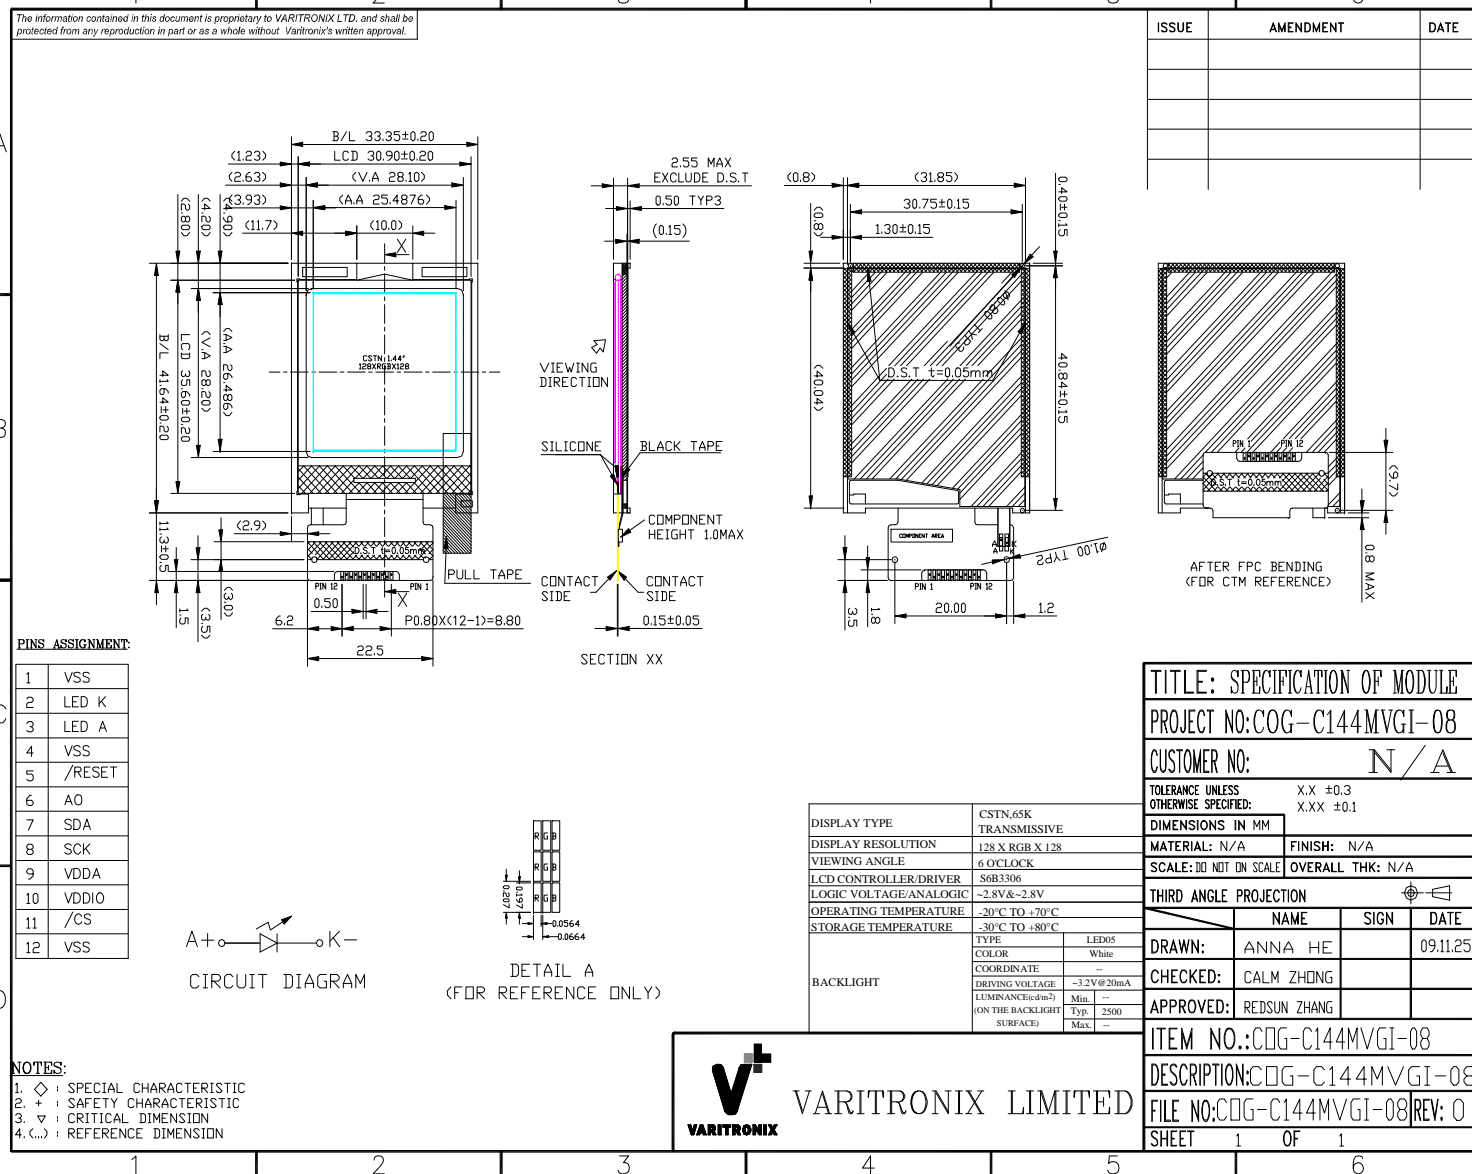 The information contained in this document is proprietary to VARITRONIX LTD. and shall be
protected from any reproduction in part or as a whole without Varitronix's written approval.
ISSUE AMENDMENT DATE
A
B
C
D
B/L 33.35±0.20
(1.23) LCD 30.90±0.20
(2.63) (V.A 28.10)
(3.93) (A.A 25.4876)
(11.7) (10.0)
X
(2.80)
(4.20)
(4.90)
B/L 41.64±0.20
LCD 35.60±0.20
(V.A 28.20)
(A.A 26.486)
CSTN 1.44"
128XRGBX128
11.3±0.5
(2.9)
D.S.T t=0.05mm
PULL TAPE
PIN 12 PIN 1
0.50
X
1.5
(3.5)
(3.0)
6.2 P0.80X(12-1)=8.80
22.5
2.55 MAX
EXCLUDE D.S.T
0.50 TYP3
(0.15)
VIEWING
DIRECTION
SILICONE BLACK TAPE
COMPONENT
HEIGHT 1.0MAX
CONTACT
SIDE
CONTACT
SIDE
0.15±0.05
SECTION XX
(0.8) (31.85)
30.75±0.15
1.30±0.15
(0.8)
0.40±0.15
Ø0.80 TYP3
D.S.T t=0.05mm
(40.04)
40.84±0.15
COMPONENT AREA
A K
A K
Ø1.00 TYP2
PIN 1 PIN 12
3.5
1.8
20.00 1.2
PIN 1 PIN 12
D.S.T t=0.05mm
(9.7)
0.8 MAX
AFTER FPC BENDING
(FOR CTM REFERENCE)
PINS ASSIGNMENT:
1 VSS
2 LED K
3 LED A
4 VSS
5 /RESET
6 A0
7 SDA
8 SCK
9 VDDA
10 VDDIO
11 /CS
12 VSS
A+ K-
CIRCUIT DIAGRAM
R G B
R G B
R G B
0.207
0.197
0.0564
0.0664
DETAIL A
(FOR REFERENCE ONLY)
DISPLAY TYPE CSTN,65K
TRANSMISSIVE
DISPLAY RESOLUTION 128 X RGB X 128
VIEWING ANGLE 6 O'CLOCK
LCD CONTROLLER/DRIVER S6B3306
LOGIC VOLTAGE/ANALOGIC ~2.8V&~2.8V
OPERATING TEMPERATURE -20°C TO +70°C
STORAGE TEMPERATURE -30°C TO +80°C
BACKLIGHT
TYPE LED05
COLOR White
COORDINATE --
DRIVING VOLTAGE ~3.2V@20mA
LUMINANCE(cd/m2) Min. --
(ON THE BACKLIGHT Typ. 2500
SURFACE) Max. --
TITLE: SPECIFICATION OF MODULE
PROJECT NO:COG-C144MVGI-08
CUSTOMER NO: N/A
TOLERANCE UNLESS X.X ±0.3
OTHERWISE SPECIFIED: X.XX ±0.1
DIMENSIONS IN MM
MATERIAL: N/A FINISH: N/A
SCALE: DO NOT ON SCALE OVERALL THK: N/A
THIRD ANGLE PROJECTION
NAME SIGN DATE
DRAWN: ANNA HE 09.11.25
CHECKED: CALM ZHONG
APPROVED: REDSUN ZHANG
ITEM NO.:COG-C144MVGI-08
DESCRIPTION:COG-C144MVGI-08
FILE NO:COG-C144MVGI-08 REV: 0
SHEET 1 OF 1
VARITRONIX
VARITRONIX LIMITED
NOTES:
1. ◇ : SPECIAL CHARACTERISTIC
2. + : SAFETY CHARACTERISTIC
3. ▽ : CRITICAL DIMENSION
4.(...) : REFERENCE DIMENSION
1 2 3 4 5 6